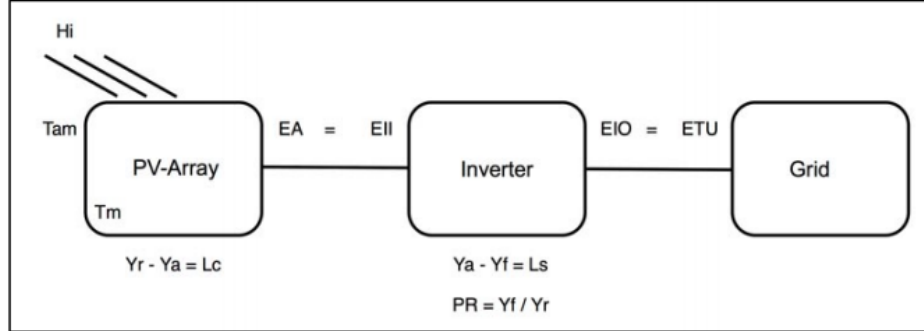 Hi
Tam
EA = EII
EIO = ETU
PV-Array
Inverter
Grid
Tm
Yr - Ya = Lc
Ya - Yf = Ls
PR = Yf / Yr